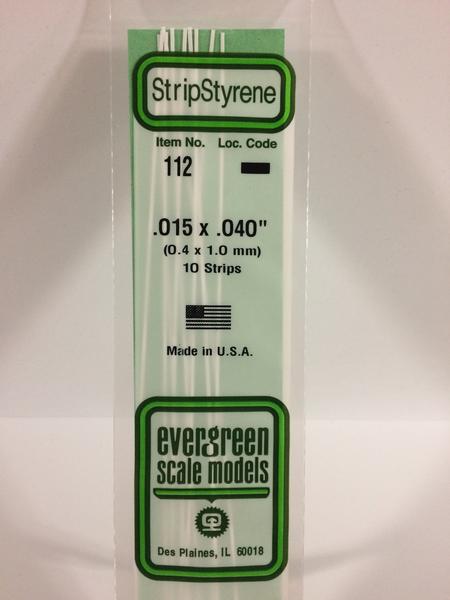 StripStyrene
Item No. Loc. Code
112
.015 x .040"
(0.4 x 1.0 mm)
10 Strips
Made in U.S.A.
evergreen
scale models
Des Plaines, IL 60018